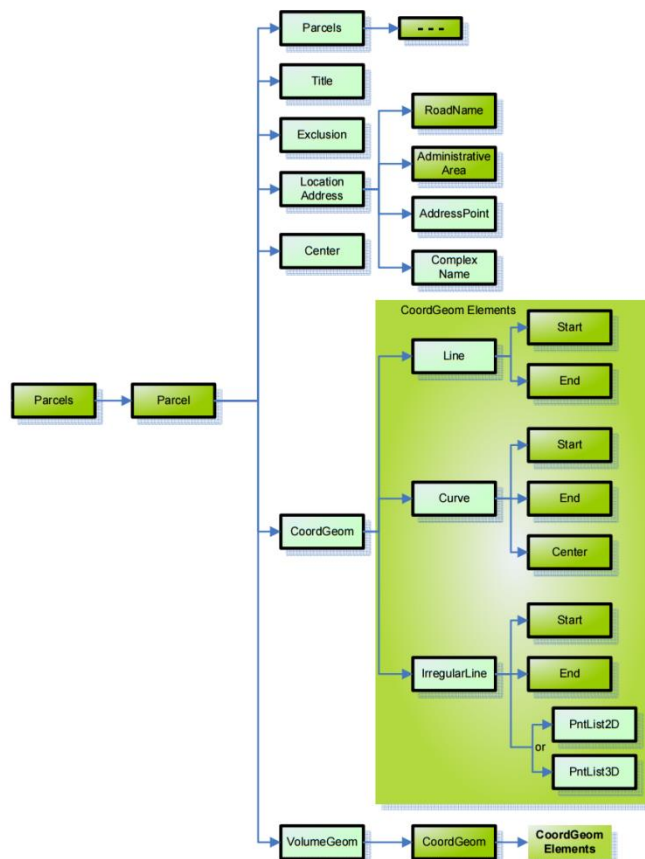 Parcels
- - -
Title
Exclusion
Location
Address
RoadName
Administrative
Area
AddressPoint
Complex
Name
Center
CoordGeom Elements
Line
Start
End
Parcels
Parcel
CoordGeom
Curve
Start
End
Center
IrregularLine
Start
End
PntList2D
or
PntList3D
VolumeGeom
CoordGeom
CoordGeom
Elements